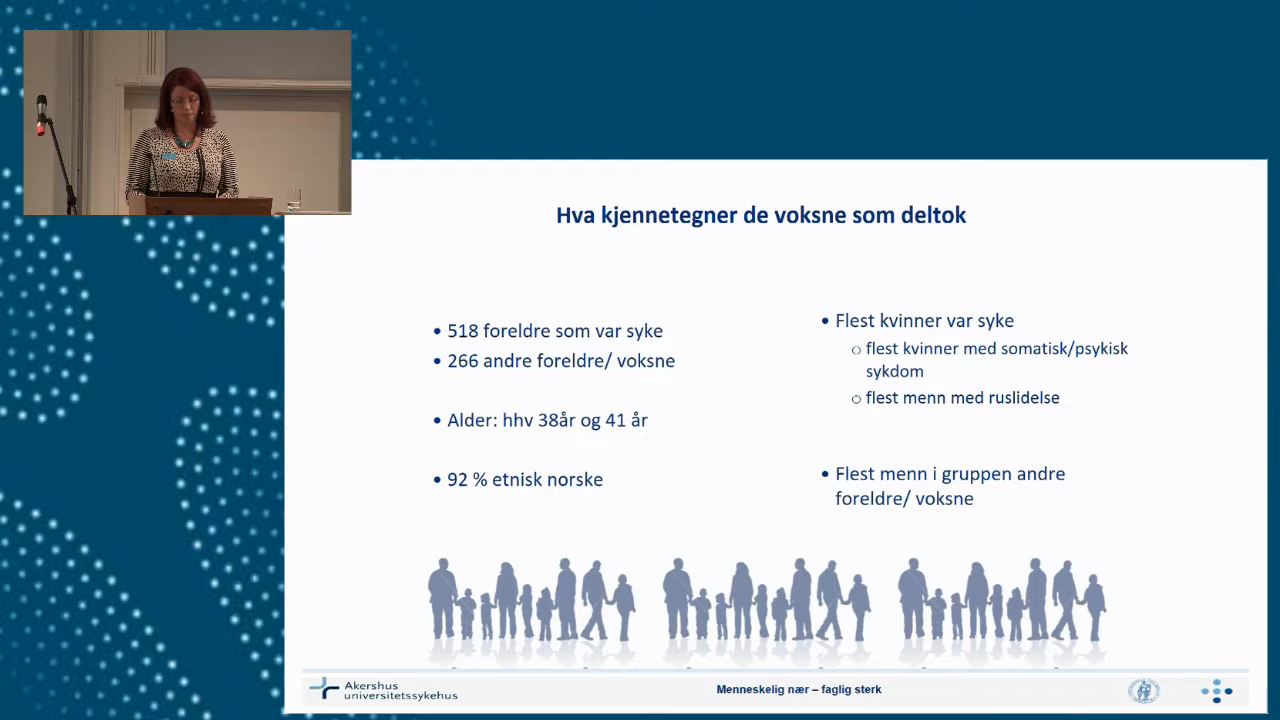 Hva kjennetegner de voksne som deltok
• 518 foreldre som var syke
• 266 andre foreldre/ voksne
• Alder: hhv 38år og 41 år
• 92 % etnisk norske
• Flest kvinner var syke
o flest kvinner med somatisk/psykisk
sykdom
o flest menn med ruslidelse
• Flest menn i gruppen andre
foreldre/ voksne
Akershus
universitetssykehus
Menneskelig nær – faglig sterk